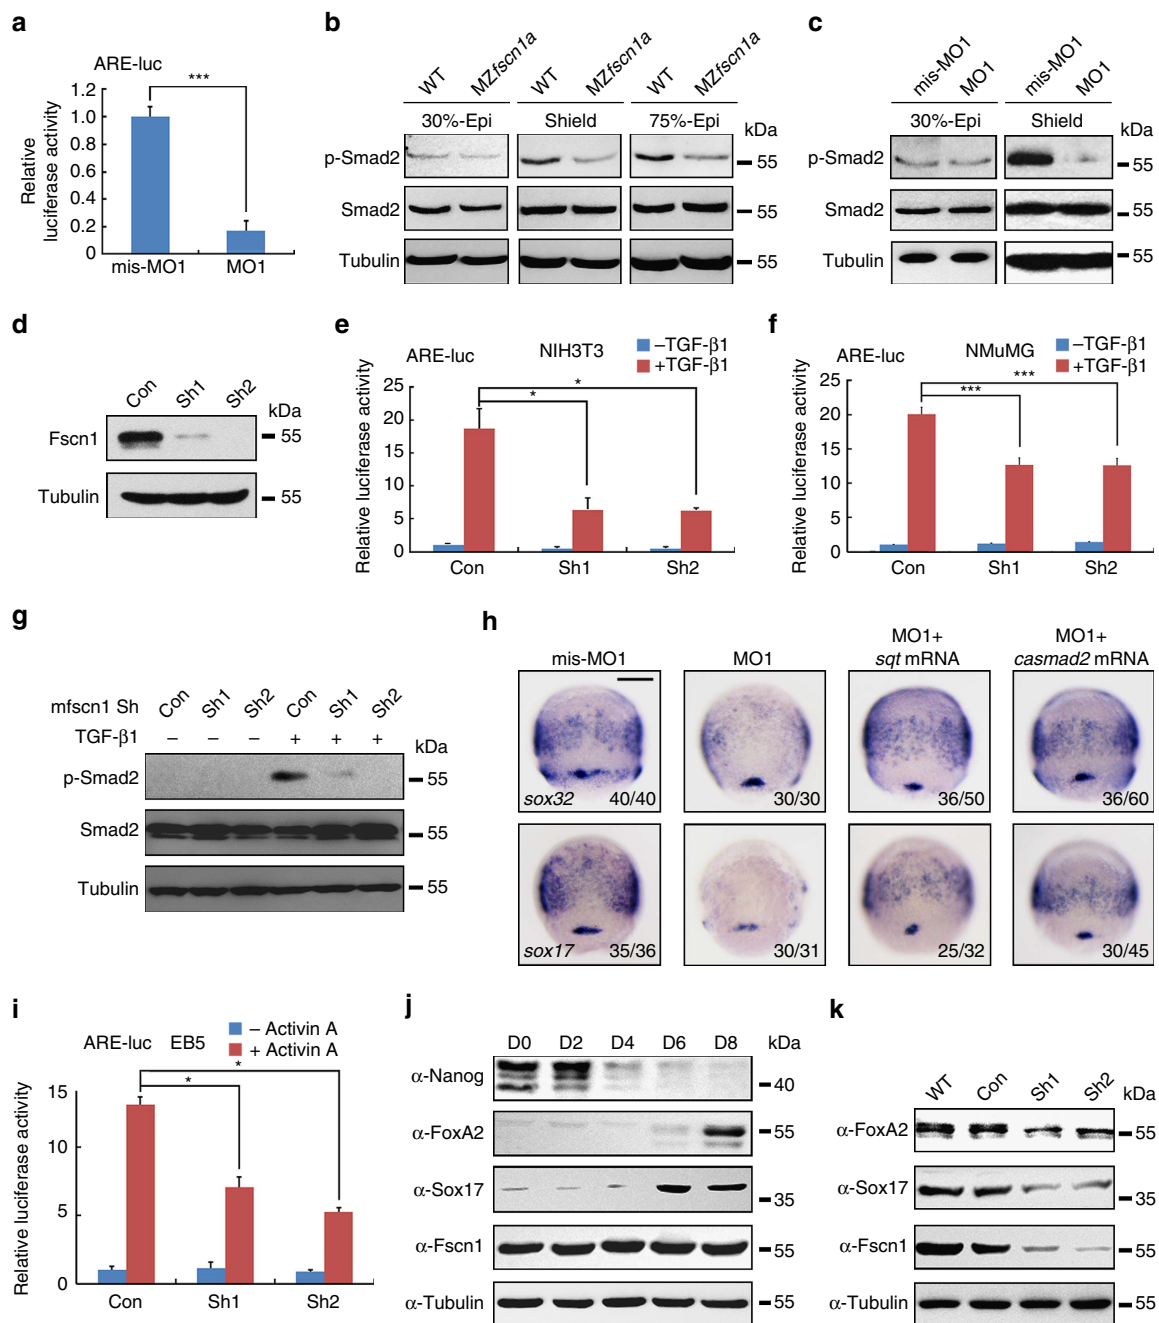 a
ARE-luc
***
Relative
luciferase activity
1.2
1.0
0.8
0.6
0.4
0.2
0
mis-MO1
MO1
b
WT
MZfscn1a
WT
MZfscn1a
WT
MZfscn1a
30%-Epi
Shield
75%-Epi
kDa
p-Smad2
55
Smad2
55
Tubulin
55
c
mis-MO1
MO1
mis-MO1
MO1
30%-Epi
Shield
kDa
p-Smad2
55
Smad2
55
Tubulin
55
d
Con
Sh1
Sh2
kDa
Fscn1
55
Tubulin
55
e
ARE-luc
NIH3T3
–TGF-β1
+TGF-β1
*
*
Relative luciferase activity
25
20
15
10
5
0
Con
Sh1
Sh2
f
ARE-luc
NMuMG
–TGF-β1
+TGF-β1
***
***
Relative luciferase activity
25
20
15
10
5
0
Con
Sh1
Sh2
g
mfscn1 Sh
Con
Sh1
Sh2
Con
Sh1
Sh2
TGF-β1
– – – + + +
kDa
p-Smad2
55
Smad2
55
Tubulin
55
h
mis-MO1
MO1
MO1+
sqt mRNA
MO1+
casmad2 mRNA
sox32
40/40
30/30
36/50
36/60
sox17
35/36
30/31
25/32
30/45
i
ARE-luc
EB5
– Activin A
+ Activin A
*
*
Relative luciferase activity
15
10
5
0
Con
Sh1
Sh2
j
D0 D2 D4 D6 D8 kDa
α-Nanog
40
α-FoxA2
55
α-Sox17
35
α-Fscn1
55
α-Tubulin
55
k
WT
Con
Sh1
Sh2
kDa
α-FoxA2
55
α-Sox17
35
α-Fscn1
55
α-Tubulin
55